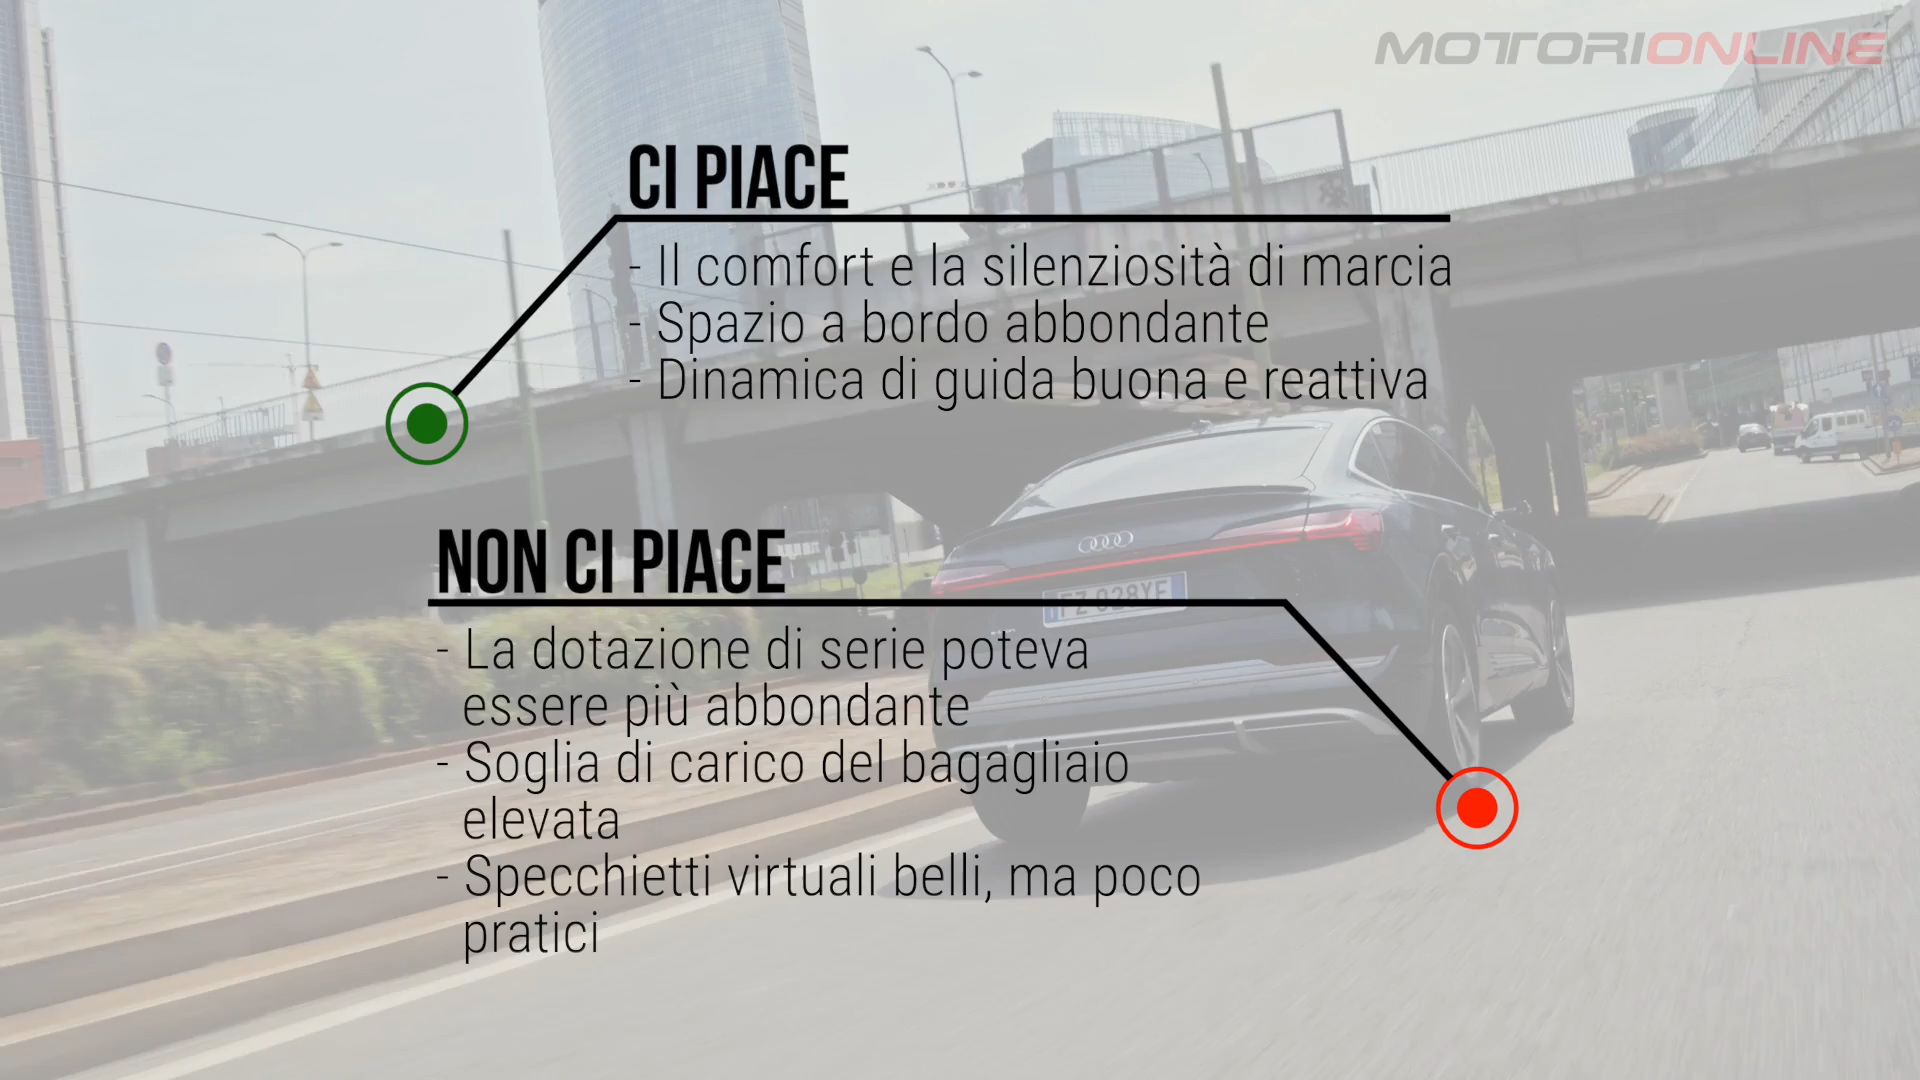 MOTORIONLINE
CI PIACE
- Il comfort e la silenziosità di marcia
- Spazio a bordo abbondante
- Dinamica di guida buona e reattiva
NON CI PIACE
FZ 028YF
- La dotazione di serie poteva
essere più abbondante
- Soglia di carico del bagagliaio
elevata
- Specchietti virtuali belli, ma poco
pratici